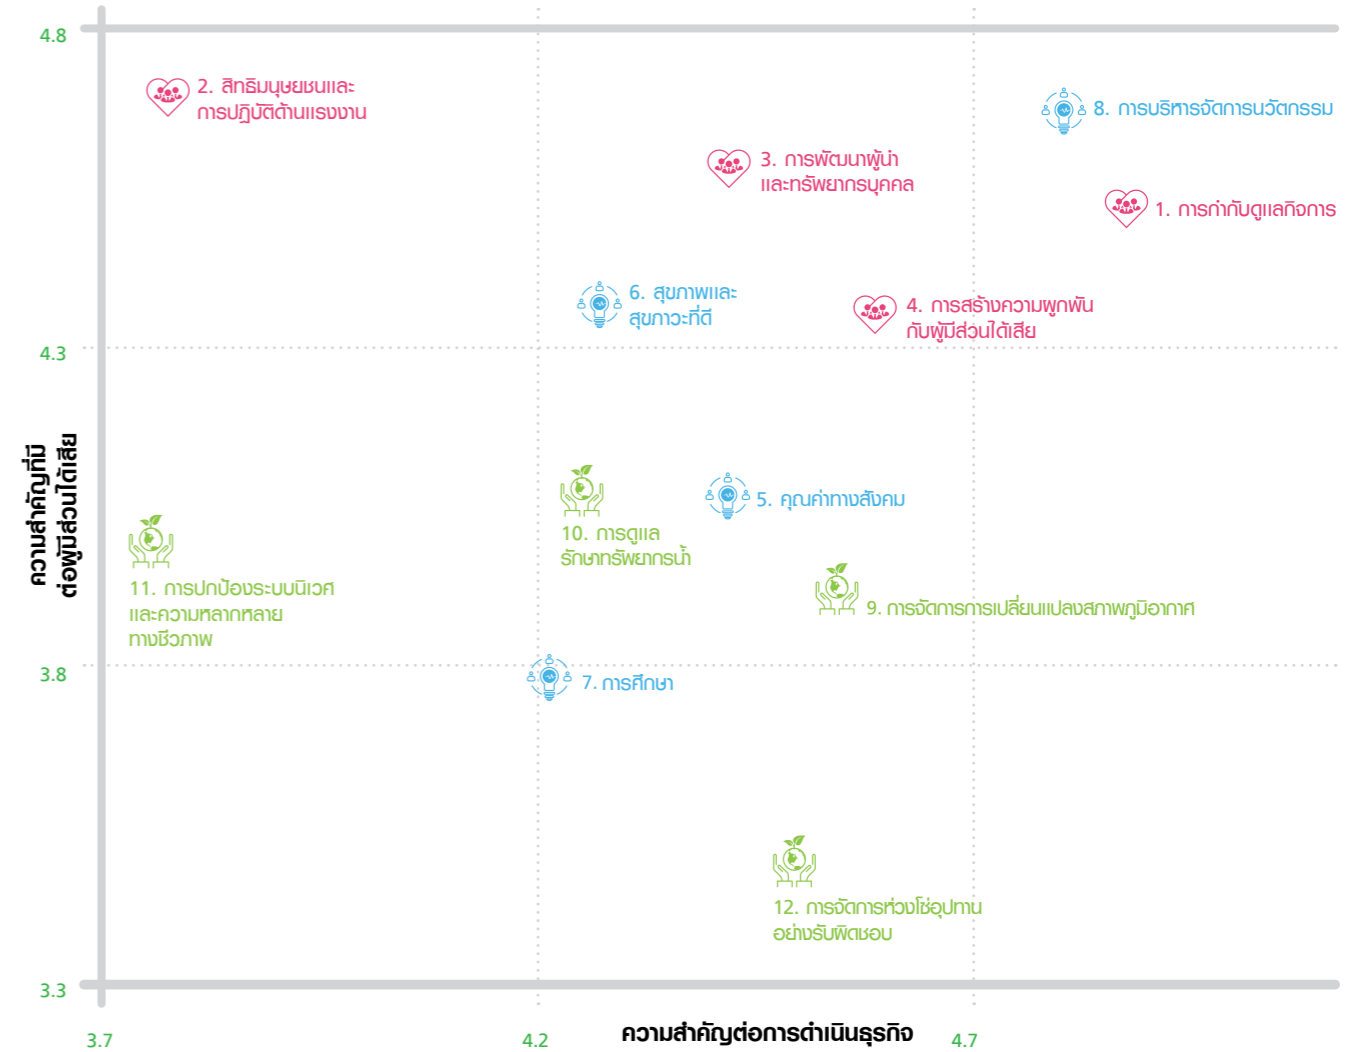 4.8
2. สิทธิมนุษยชนและ
การปฏิบัติด้านแรงงาน
8. การบริหารจัดการนวัตกรรม
3. การพัฒนาผู้นำ
และทรัพยากรบุคคล
1. การกำกับดูแลกิจการ
6. สุขภาพและ
สุขภาวะที่ดี
4. การสร้างความผูกพัน
กับผู้มีส่วนได้เสีย
4.3
ความสำคัญที่มี
ต่อผู้มีส่วนได้เสีย
5. คุณค่าทางสังคม
10. การดูแล
รักษาทรัพยากรน้ำ
11. การปกป้องระบบนิเวศ
และความหลากหลาย
ทางชีวภาพ
9. การจัดการการเปลี่ยนแปลงสภาพภูมิอากาศ
3.8
7. การศึกษา
12. การจัดการห่วงโซ่อุปทาน
อย่างรับผิดชอบ
3.3
3.7
4.2
ความสำคัญต่อการดำเนินธุรกิจ
4.7